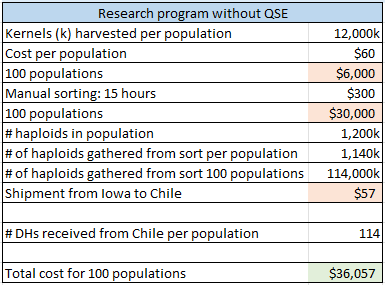 Research program without QSE
Kernels (k) harvested per population 12,000k
Cost per population $60
100 populations $6,000
Manual sorting: 15 hours $300
100 populations $30,000
# haploids in population 1,200k
# of haploids gathered from sort per population 1,140k
# of haploids gathered from sort 100 populations 114,000k
Shipment from Iowa to Chile $57
# DHs received from Chile per population 114
Total cost for 100 populations $36,057